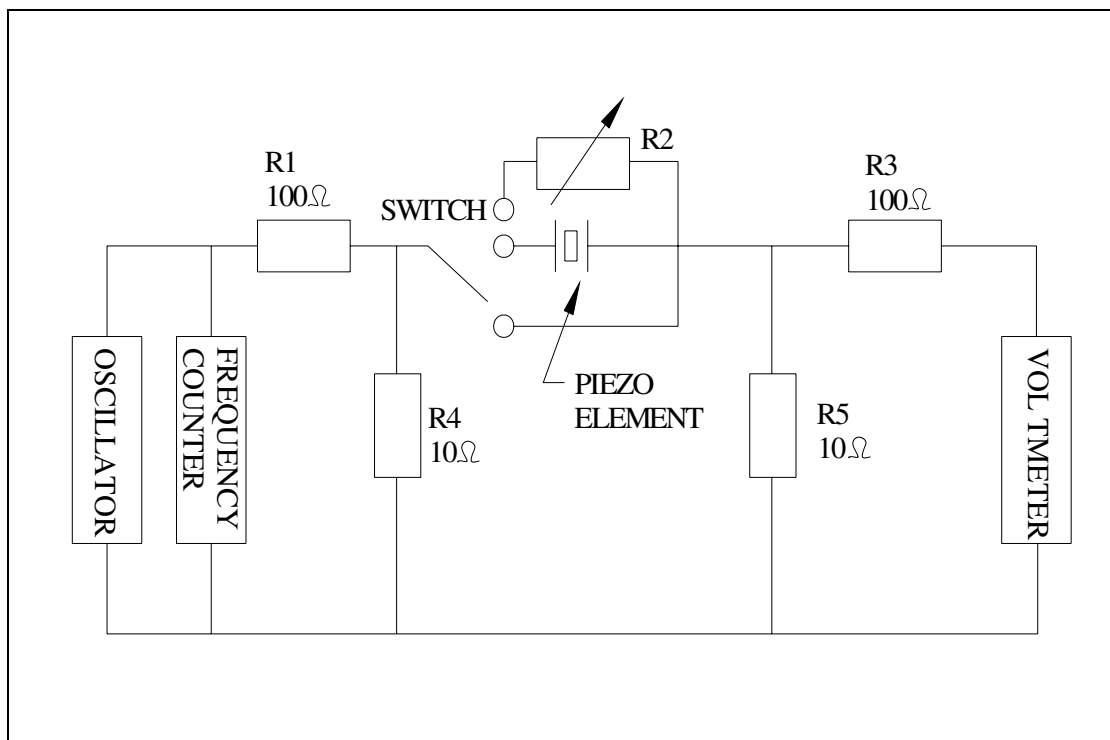 R1
100Ω
SWITCH
R2
R3
100Ω
OSCILLATOR
FREQUENCY
COUNTER
R4
10Ω
PIEZO
ELEMENT
R5
10Ω
VOL TMETER